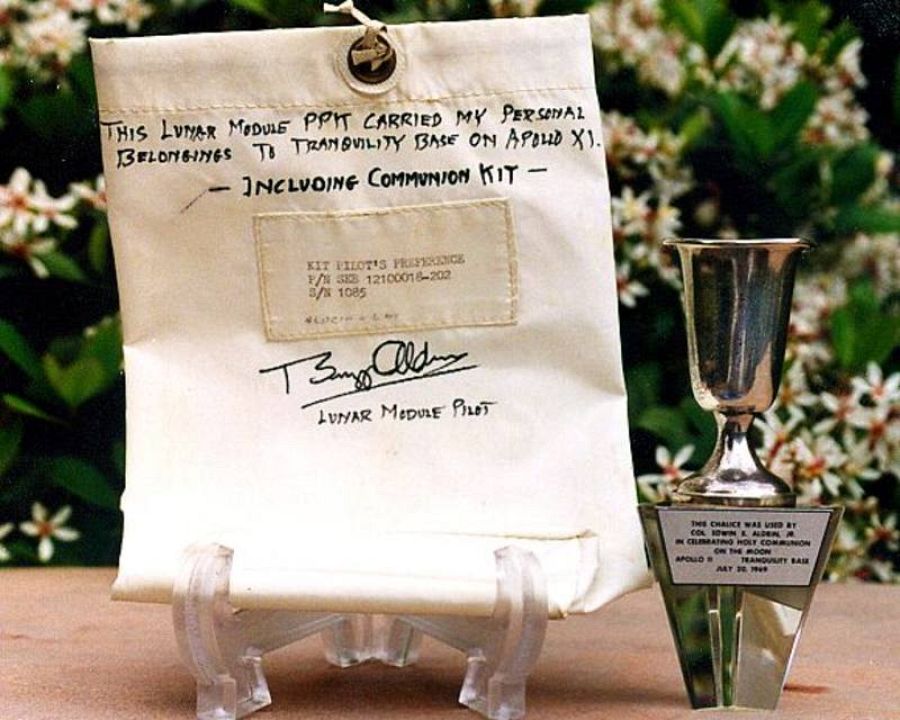 THIS LUNAR MODULE PPK CARRIED MY PERSONAL
BELONGINGS TO TRANQUILITY BASE ON APOLLO XI.
— INCLUDING COMMUNION KIT —
KIT PILOT'S PREFERENCE
P/N SEB 12100018-202
S/N 1085
Buzz Aldrin
LUNAR MODULE PILOT
THIS CHALICE WAS USED BY
COL. EDWIN E. ALDRIN, JR.
IN CELEBRATING HOLY COMMUNION
ON THE MOON
APOLLO 11 TRANQUILITY BASE
JULY 20, 1969